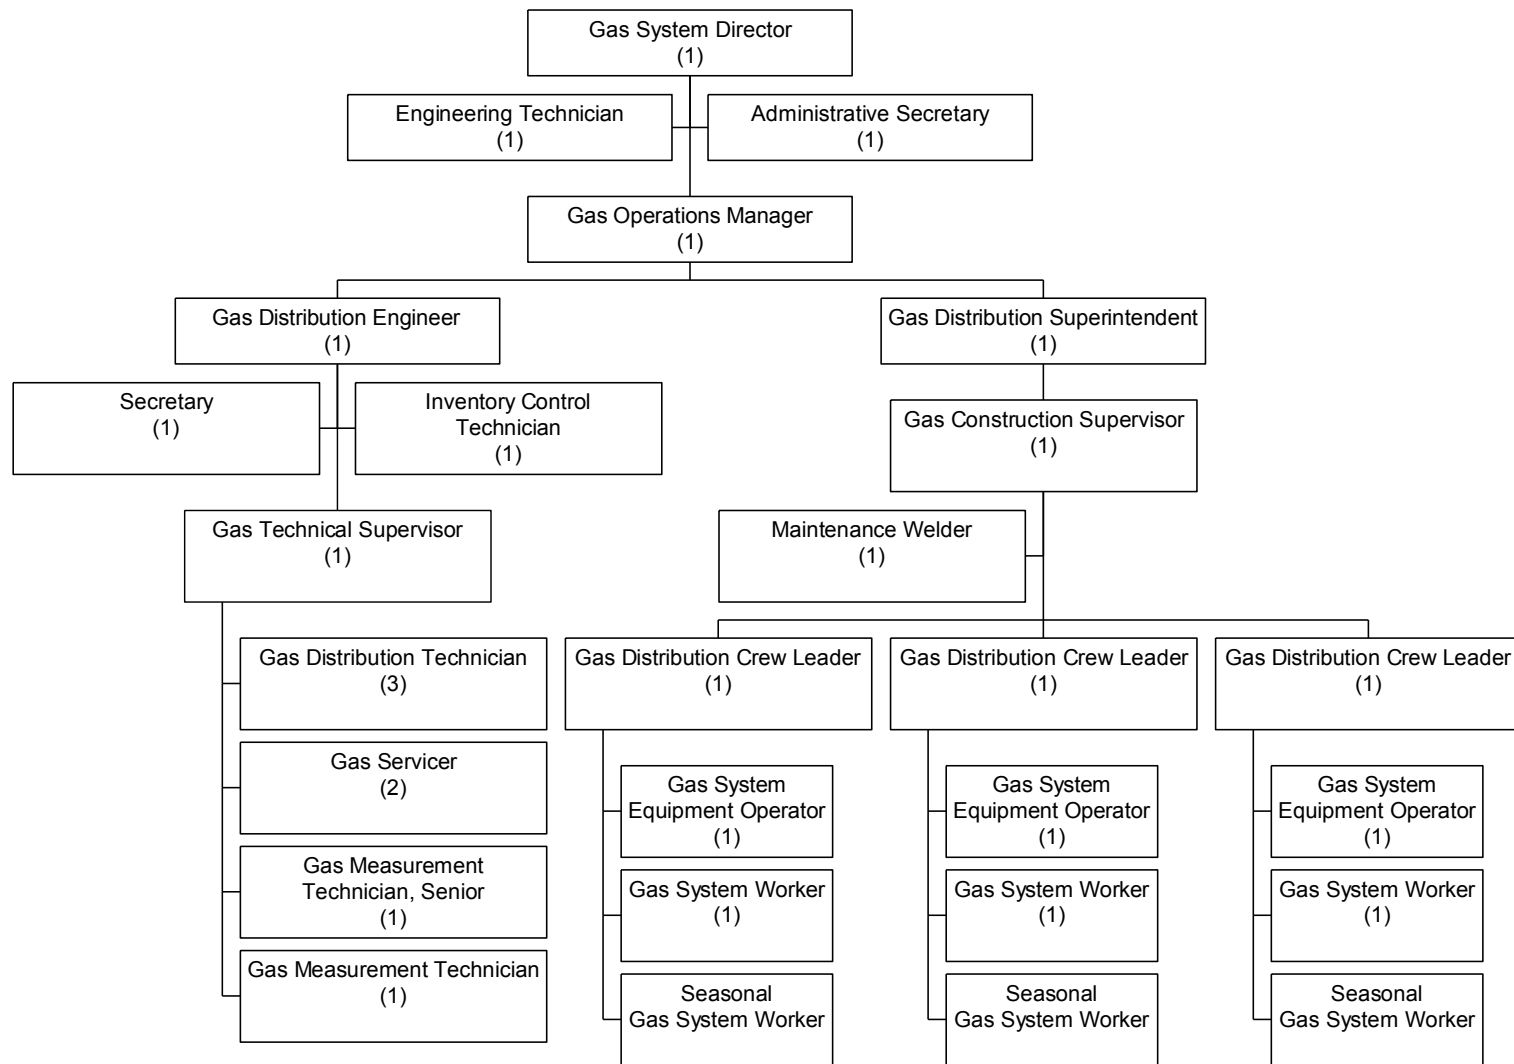 Gas System Director
(1)
Engineering Technician
(1)
Administrative Secretary
(1)
Gas Operations Manager
(1)
Gas Distribution Engineer
(1)
Gas Distribution Superintendent
(1)
Secretary
(1)
Inventory Control
Technician
(1)
Gas Construction Supervisor
(1)
Gas Technical Supervisor
(1)
Maintenance Welder
(1)
Gas Distribution Technician
(3)
Gas Servicer
(2)
Gas Measurement
Technician, Senior
(1)
Gas Measurement Technician
(1)
Gas Distribution Crew Leader
(1)
Gas System
Equipment Operator
(1)
Gas System Worker
(1)
Seasonal
Gas System Worker
Gas Distribution Crew Leader
(1)
Gas System
Equipment Operator
(1)
Gas System Worker
(1)
Seasonal
Gas System Worker
Gas Distribution Crew Leader
(1)
Gas System
Equipment Operator
(1)
Gas System Worker
(1)
Seasonal
Gas System Worker